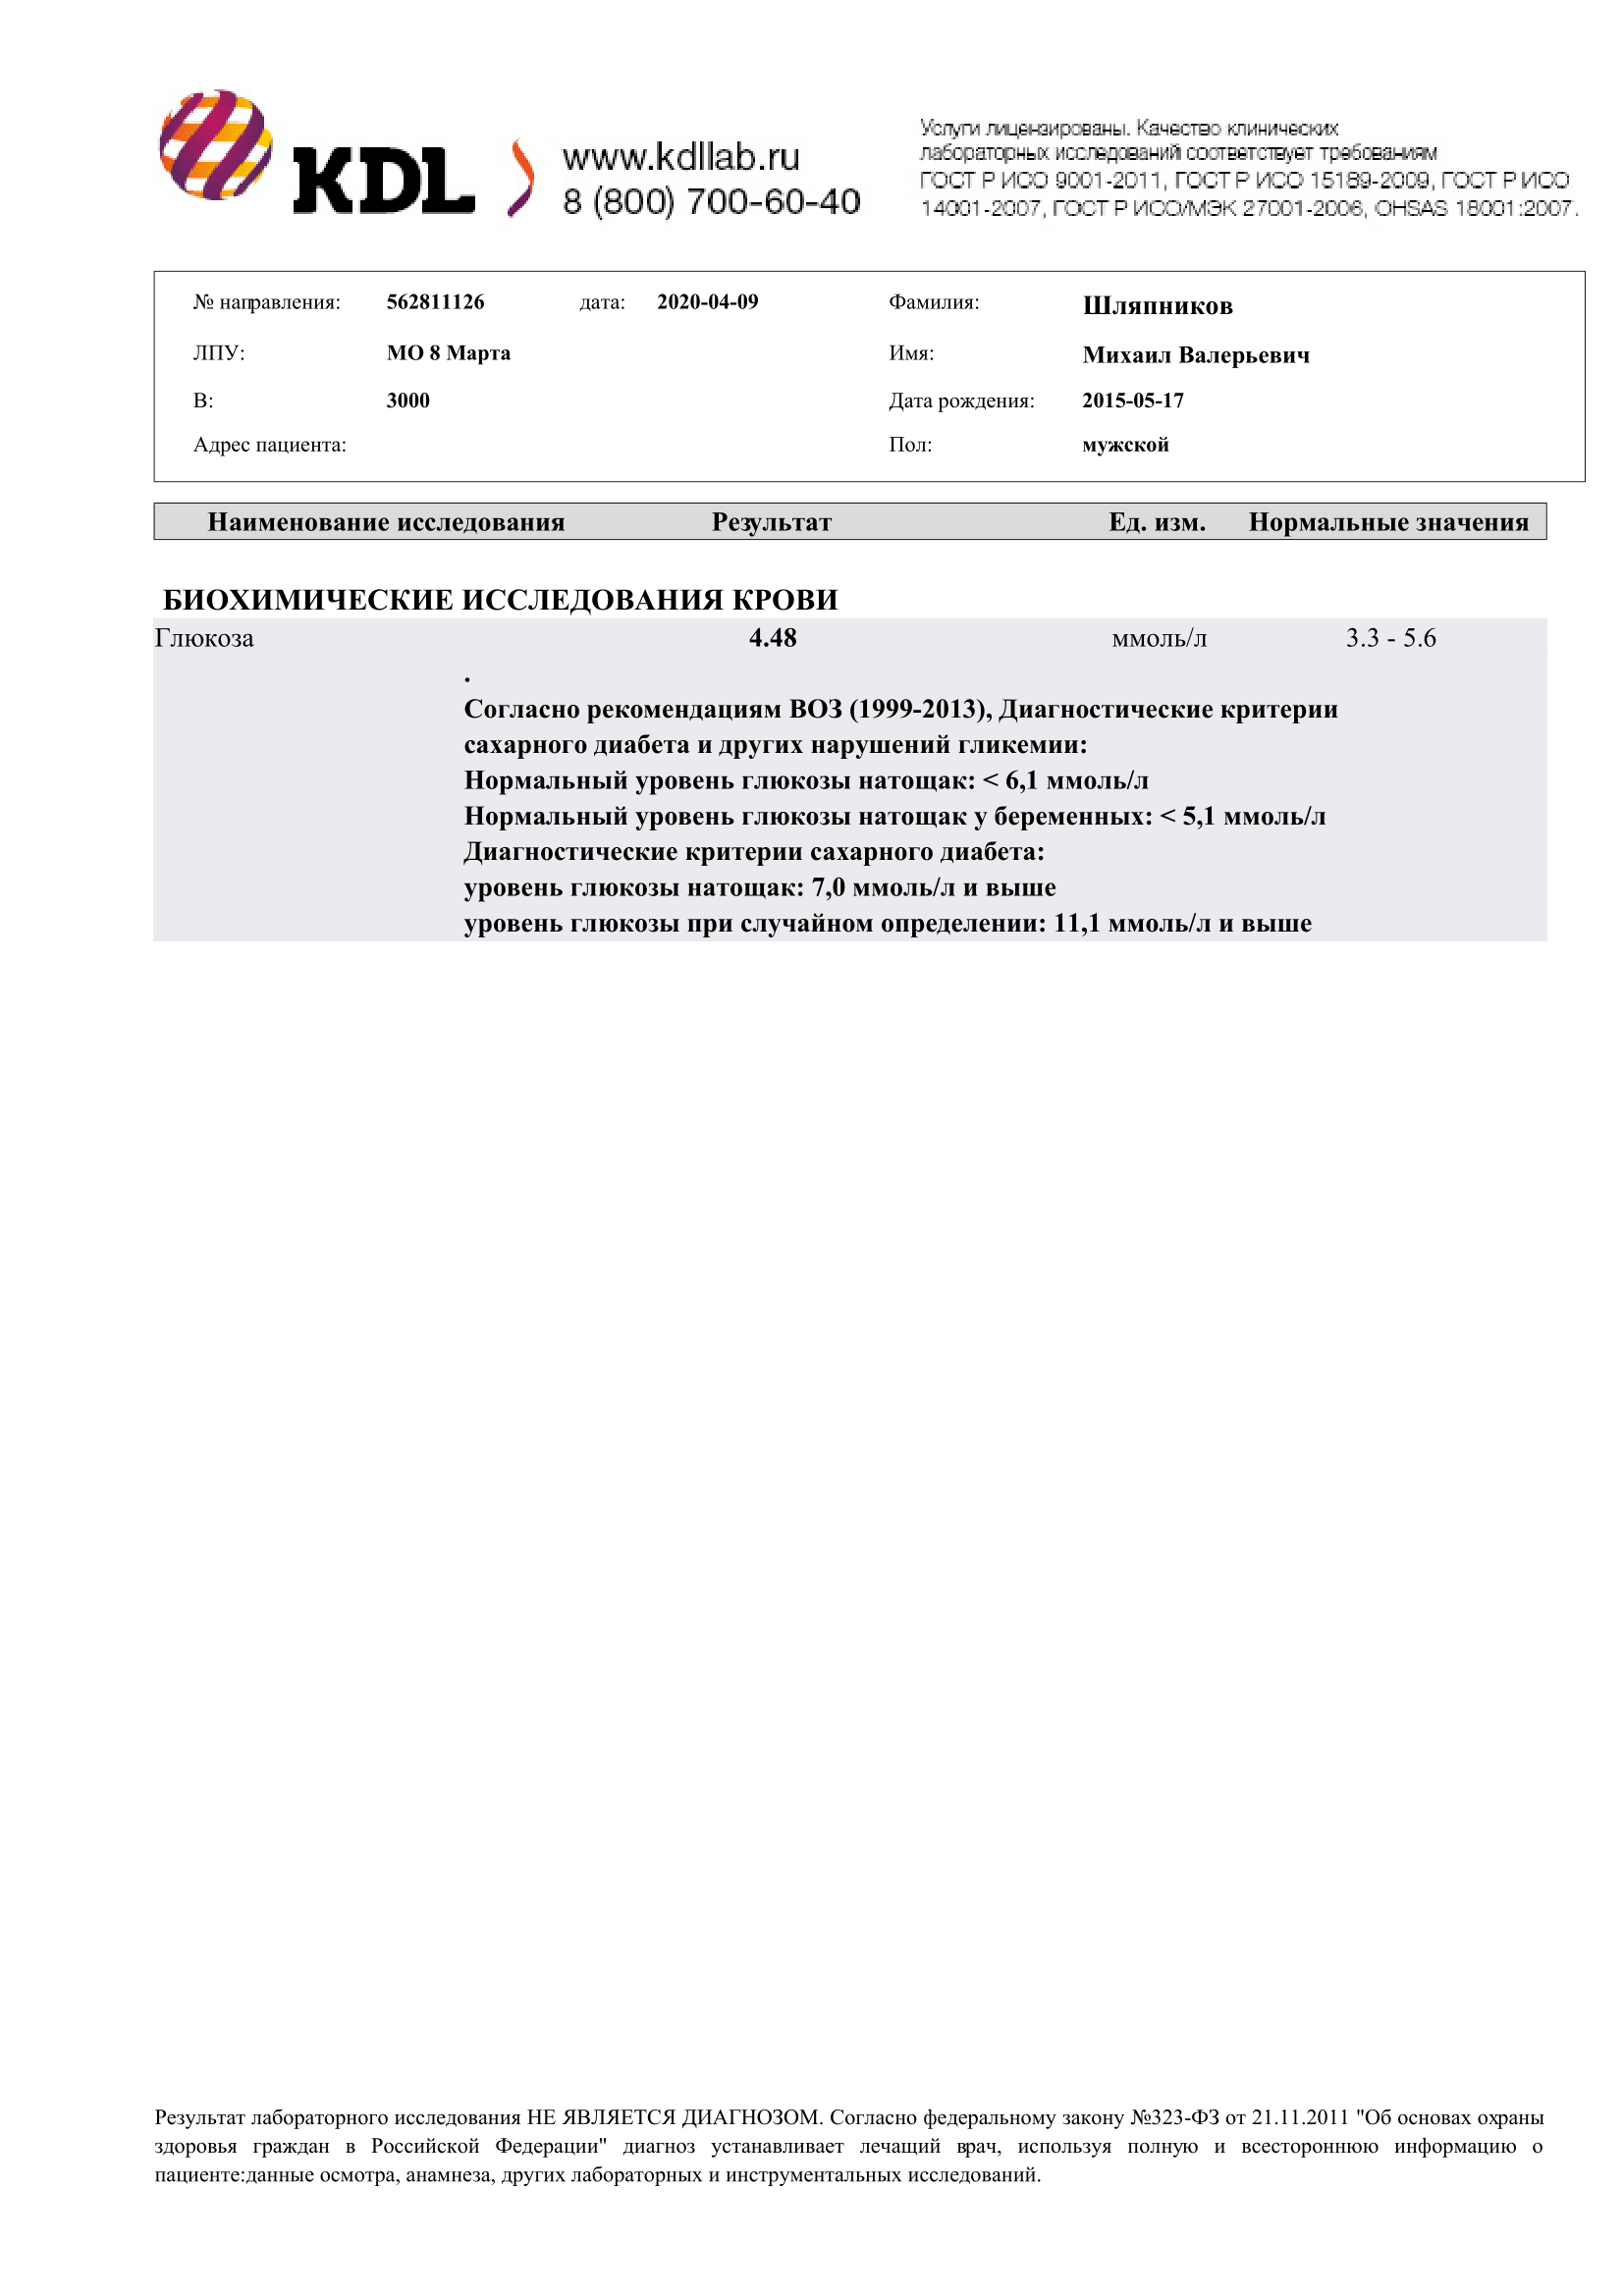 KDL
www.kdllab.ru
8 (800) 700-60-40
Услуги лицензированы. Качество клинических
лабораторных исследований соответствует требованиям
ГОСТ Р ИСО 9001-2011, ГОСТ Р ИСО 15189-2009, ГОСТ Р ИСО
14001-2007, ГОСТ Р ИСО/МЭК 27001-2006, OHSAS 18001:2007.
№ направления: 562811126 дата: 2020-04-09 Фамилия: Шляпников
ЛПУ: МО 8 Марта Имя: Михаил Валерьевич
В: 3000 Дата рождения: 2015-05-17
Адрес пациента: Пол: мужской
Наименование исследования Результат Ед. изм. Нормальные значения
БИОХИМИЧЕСКИЕ ИССЛЕДОВАНИЯ КРОВИ
Глюкоза 4.48 ммоль/л 3.3 - 5.6
.
Согласно рекомендациям ВОЗ (1999-2013), Диагностические критерии
сахарного диабета и других нарушений гликемии:
Нормальный уровень глюкозы натощак: < 6,1 ммоль/л
Нормальный уровень глюкозы натощак у беременных: < 5,1 ммоль/л
Диагностические критерии сахарного диабета:
уровень глюкозы натощак: 7,0 ммоль/л и выше
уровень глюкозы при случайном определении: 11,1 ммоль/л и выше
Результат лабораторного исследования НЕ ЯВЛЯЕТСЯ ДИАГНОЗОМ. Согласно федеральному закону №323-ФЗ от 21.11.2011 "Об основах охраны
здоровья граждан в Российской Федерации" диагноз устанавливает лечащий врач, используя полную и всестороннюю информацию о
пациенте:данные осмотра, анамнеза, других лабораторных и инструментальных исследований.